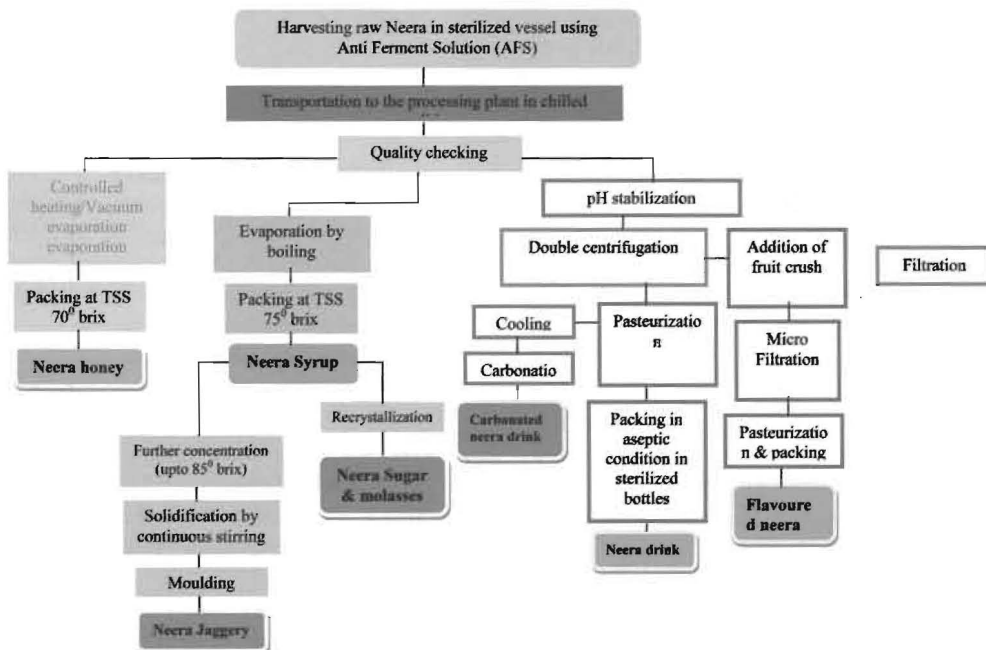 Harvesting raw Neera in sterilized vessel using
Anti Ferment Solution (AFS)
Transportation to the processing plant in chilled
Quality checking
Controlled
heating/Vacuum
evaporation
evaporation
Packing at TSS
70⁰ brix
Neera honey
Evaporation by
boiling
Packing at TSS
75⁰ brix
Neera Syrup
Further concentration
(upto 85⁰ brix)
Solidification by
continuous stirring
Moulding
Neera Jaggery
Recrystallization
Neera Sugar
& molasses
pH stabilization
Double centrifugation
Cooling
Carbonatio
Carbonated
neera drink
Pasteurizatio
n
Packing in
aseptic
condition in
sterilized
bottles
Neera drink
Addition of
fruit crush
Micro
Filtration
Pasteurizatio
n & packing
Flavoure
d neera
Filtration